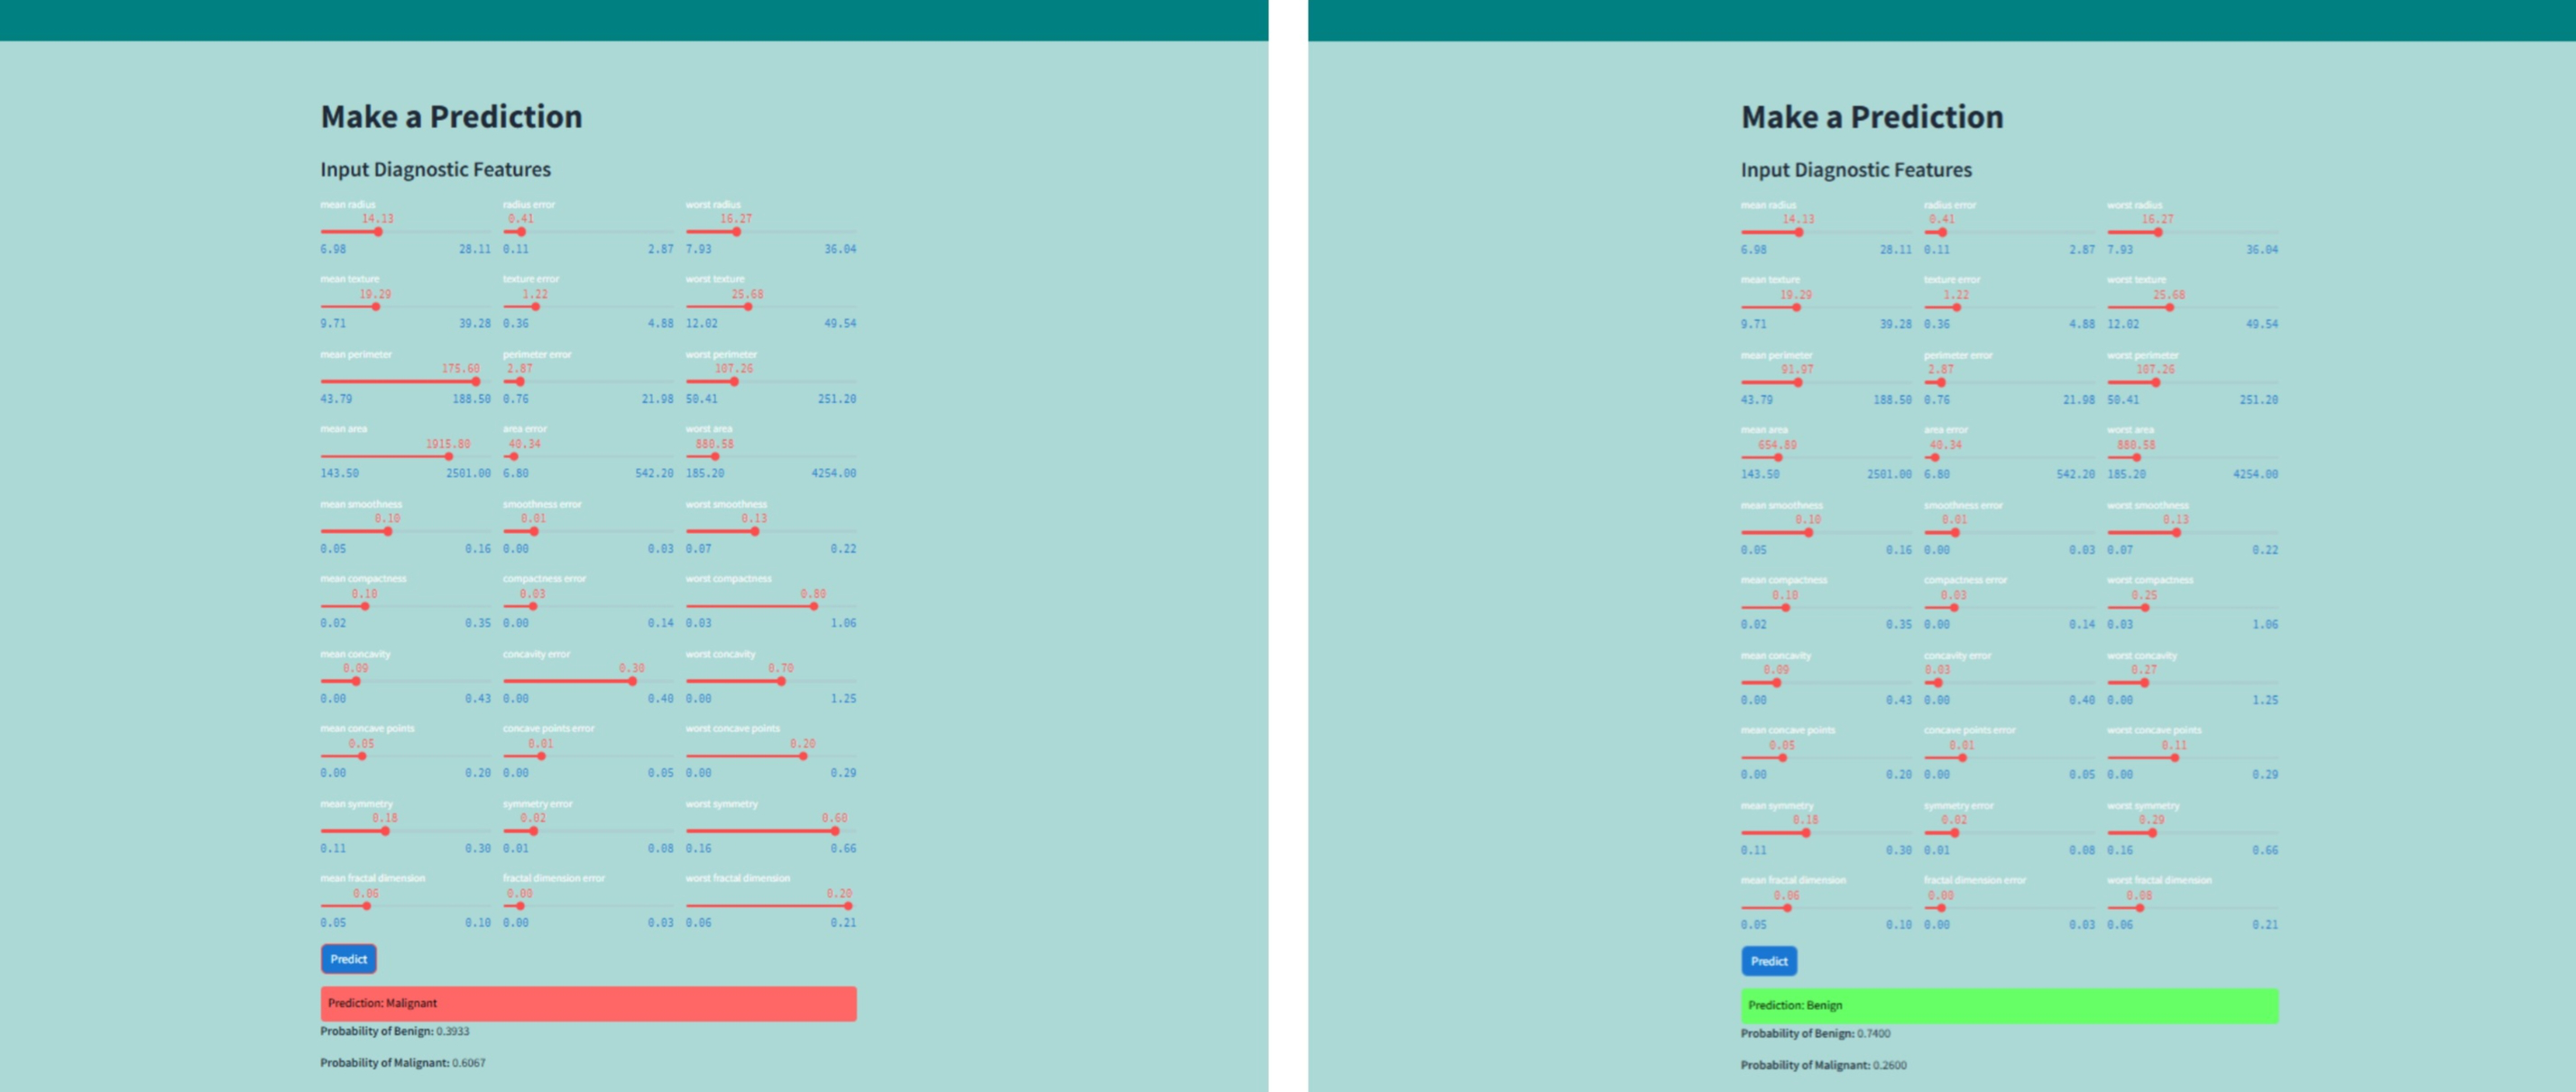 Make a Prediction
Input Diagnostic Features
mean radius radius error worst radius
14.13 0.41 16.27
6.98 28.11 0.11 2.87 7.93 36.04
mean texture texture error worst texture
19.29 1.22 25.68
9.71 39.28 0.36 4.88 12.02 49.54
mean perimeter perimeter error worst perimeter
175.60 2.87 107.26
43.79 188.50 0.76 21.98 50.41 251.20
mean area area error worst area
1915.80 40.34 880.58
143.50 2501.00 6.80 542.20 185.20 4254.00
mean smoothness smoothness error worst smoothness
0.10 0.01 0.13
0.05 0.16 0.00 0.03 0.07 0.22
mean compactness compactness error worst compactness
0.10 0.03 0.80
0.02 0.35 0.00 0.14 0.03 1.06
mean concavity concavity error worst concavity
0.09 0.30 0.70
0.00 0.43 0.00 0.40 0.00 1.25
mean concave points concave points error worst concave points
0.05 0.01 0.20
0.00 0.20 0.00 0.05 0.00 0.29
mean symmetry symmetry error worst symmetry
0.18 0.02 0.60
0.11 0.30 0.01 0.08 0.16 0.66
mean fractal dimension fractal dimension error worst fractal dimension
0.06 0.00 0.20
0.05 0.10 0.00 0.03 0.06 0.21
Predict
Prediction: Malignant
Probability of Benign: 0.3933
Probability of Malignant: 0.6067
Make a Prediction
Input Diagnostic Features
mean radius radius error worst radius
14.13 0.41 16.27
6.98 28.11 0.11 2.87 7.93 36.04
mean texture texture error worst texture
19.29 1.22 25.68
9.71 39.28 0.36 4.88 12.02 49.54
mean perimeter perimeter error worst perimeter
91.97 2.87 107.26
43.79 188.50 0.76 21.98 50.41 251.20
mean area area error worst area
654.89 40.34 880.58
143.50 2501.00 6.80 542.20 185.20 4254.00
mean smoothness smoothness error worst smoothness
0.10 0.01 0.13
0.05 0.16 0.00 0.03 0.07 0.22
mean compactness compactness error worst compactness
0.10 0.03 0.25
0.02 0.35 0.00 0.14 0.03 1.06
mean concavity concavity error worst concavity
0.09 0.03 0.27
0.00 0.43 0.00 0.40 0.00 1.25
mean concave points concave points error worst concave points
0.05 0.01 0.11
0.00 0.20 0.00 0.05 0.00 0.29
mean symmetry symmetry error worst symmetry
0.18 0.02 0.29
0.11 0.30 0.01 0.08 0.16 0.66
mean fractal dimension fractal dimension error worst fractal dimension
0.06 0.00 0.08
0.05 0.10 0.00 0.03 0.06 0.21
Predict
Prediction: Benign
Probability of Benign: 0.7400
Probability of Malignant: 0.2600